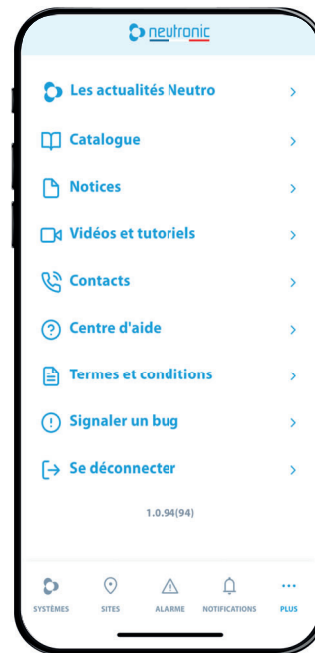 neutronic
Les actualités Neutro
Catalogue
Notices
Vidéos et tutoriels
Contacts
Centre d'aide
Termes et conditions
Signaler un bug
Se déconnecter
1.0.94(94)
SYSTÈMES SITES ALARME NOTIFICATIONS PLUS